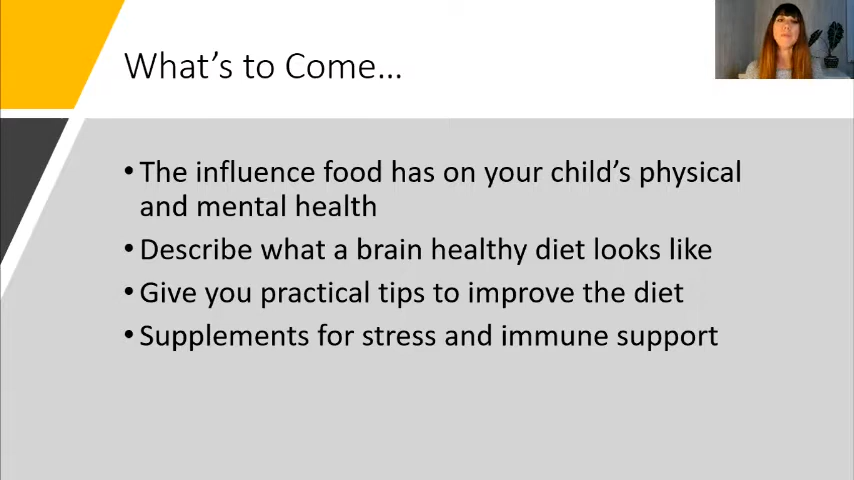 What's to Come...
• The influence food has on your child's physical
and mental health
• Describe what a brain healthy diet looks like
• Give you practical tips to improve the diet
• Supplements for stress and immune support